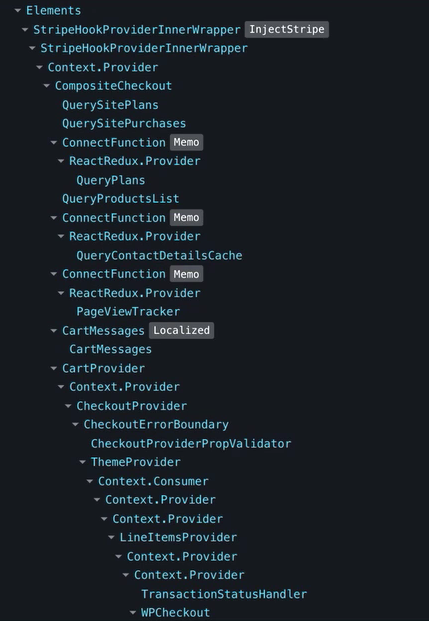 Elements
StripeHookProviderInnerWrapper InjectStripe
StripeHookProviderInnerWrapper
Context.Provider
CompositeCheckout
QuerySitePlans
QuerySitePurchases
ConnectFunction Memo
ReactRedux.Provider
QueryPlans
QueryProductsList
ConnectFunction Memo
ReactRedux.Provider
QueryContactDetailsCache
ConnectFunction Memo
ReactRedux.Provider
PageViewTracker
CartMessages Localized
CartMessages
CartProvider
Context.Provider
CheckoutProvider
CheckoutErrorBoundary
CheckoutProviderPropValidator
ThemeProvider
Context.Consumer
Context.Provider
Context.Provider
LineItemsProvider
Context.Provider
Context.Provider
TransactionStatusHandler
WPCheckout